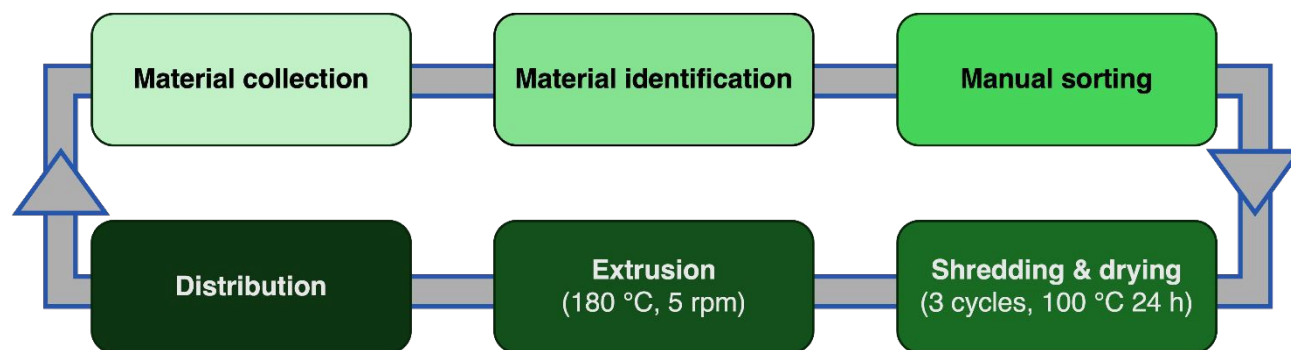 Material collection
Material identification
Manual sorting
Distribution
Extrusion
(180 °C, 5 rpm)
Shredding & drying
(3 cycles, 100 °C 24 h)